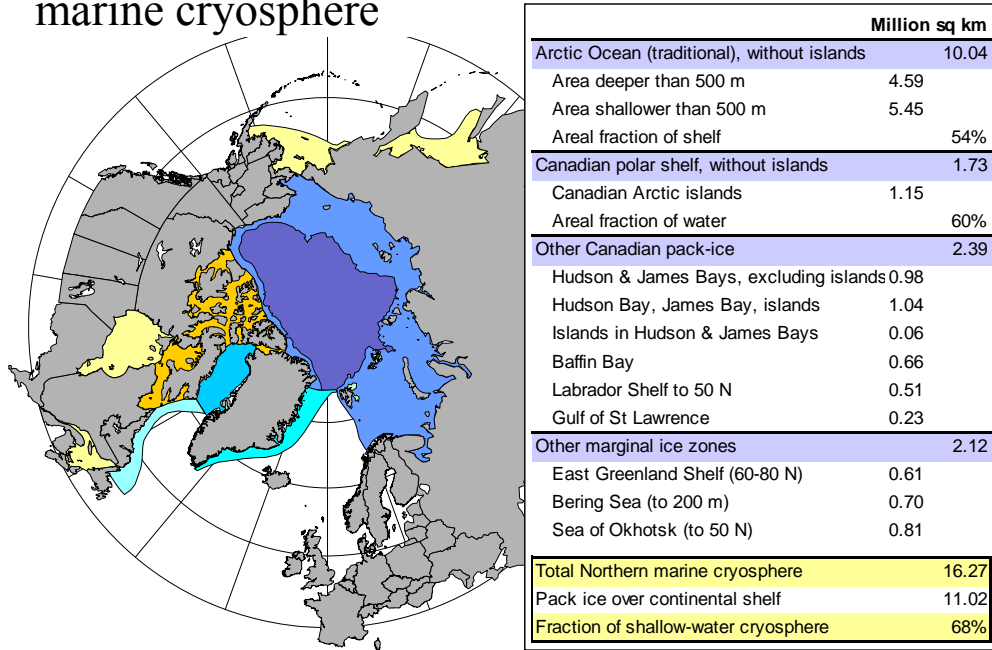 marine cryosphere
Million sq km
Arctic Ocean (traditional), without islands 10.04
Area deeper than 500 m 4.59
Area shallower than 500 m 5.45
Areal fraction of shelf 54%
Canadian polar shelf, without islands 1.73
Canadian Arctic islands 1.15
Areal fraction of water 60%
Other Canadian pack-ice 2.39
Hudson & James Bays, excluding islands 0.98
Hudson Bay, James Bay, islands 1.04
Islands in Hudson & James Bays 0.06
Baffin Bay 0.66
Labrador Shelf to 50 N 0.51
Gulf of St Lawrence 0.23
Other marginal ice zones 2.12
East Greenland Shelf (60-80 N) 0.61
Bering Sea (to 200 m) 0.70
Sea of Okhotsk (to 50 N) 0.81
Total Northern marine cryosphere 16.27
Pack ice over continental shelf 11.02
Fraction of shallow-water cryosphere 68%